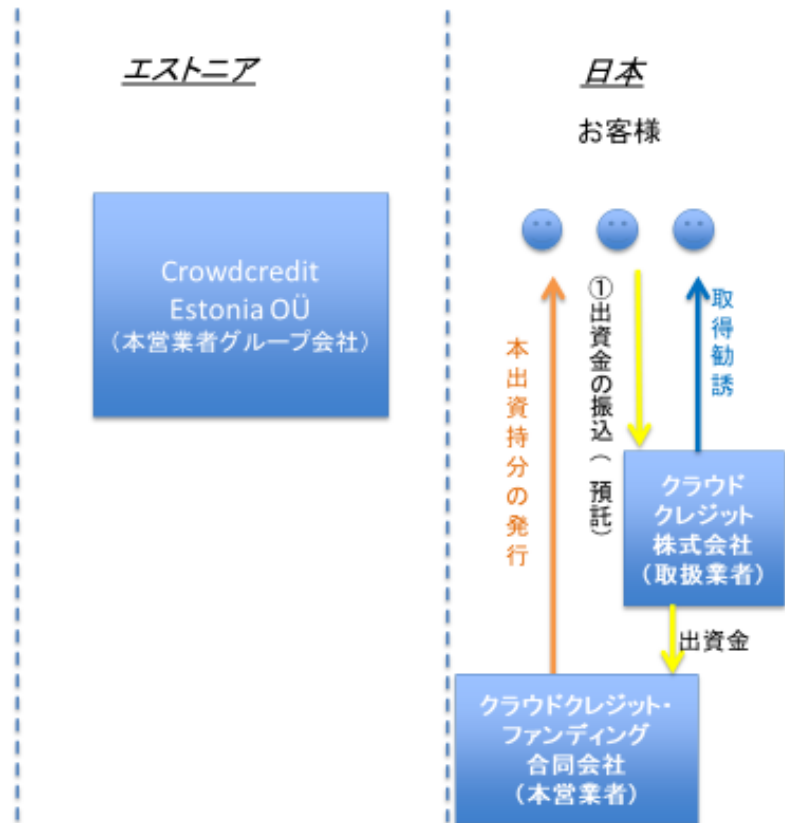 エストニア
日本
お客様
Crowdcredit
Estonia OÜ
（本営業者グループ会社）
本出資持分の発行
①出資金の振込（預託）
取得勧誘
クラウド
クレジット
株式会社
（取扱業者）
出資金
クラウドクレジット・
ファンディング
合同会社
（本営業者）